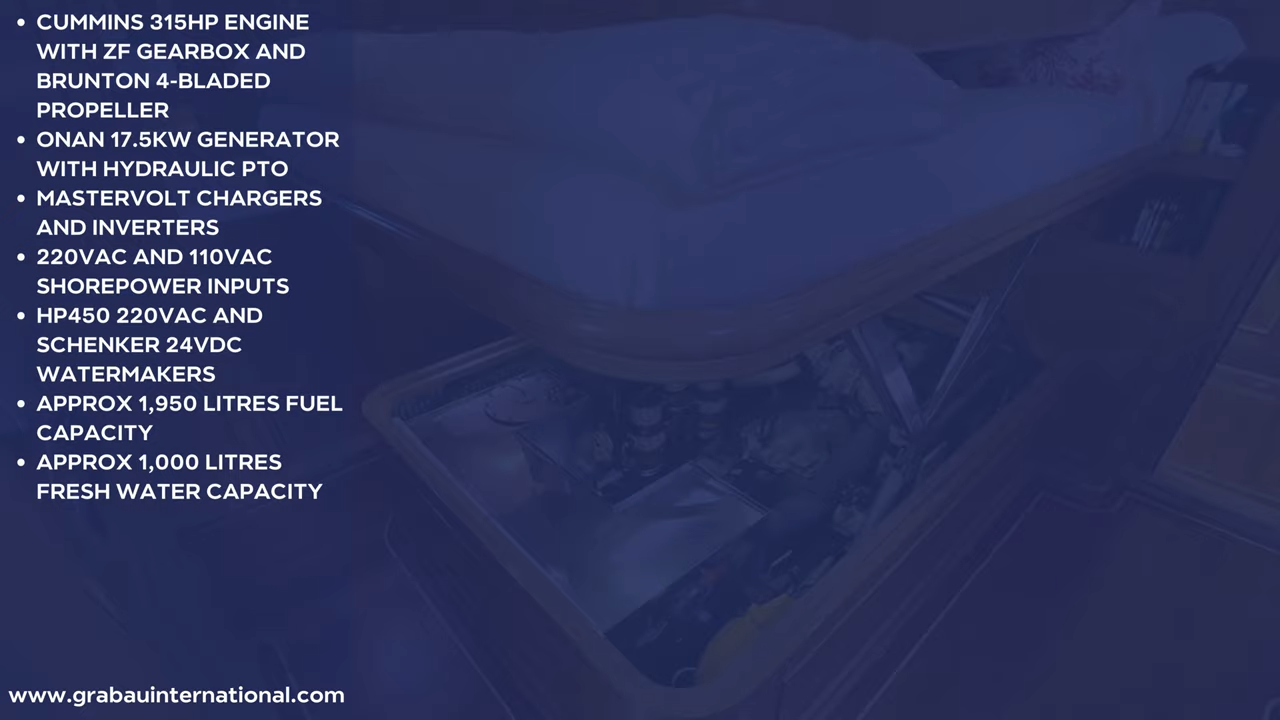 • CUMMINS 315HP ENGINE
WITH ZF GEARBOX AND
BRUNTON 4-BLADED
PROPELLER
• ONAN 17.5KW GENERATOR
WITH HYDRAULIC PTO
• MASTERVOLT CHARGERS
AND INVERTERS
• 220VAC AND 110VAC
SHOREPOWER INPUTS
• HP450 220VAC AND
SCHENKER 24VDC
WATERMAKERS
• APPROX 1,950 LITRES FUEL
CAPACITY
• APPROX 1,000 LITRES
FRESH WATER CAPACITY
www.grabauinternational.com